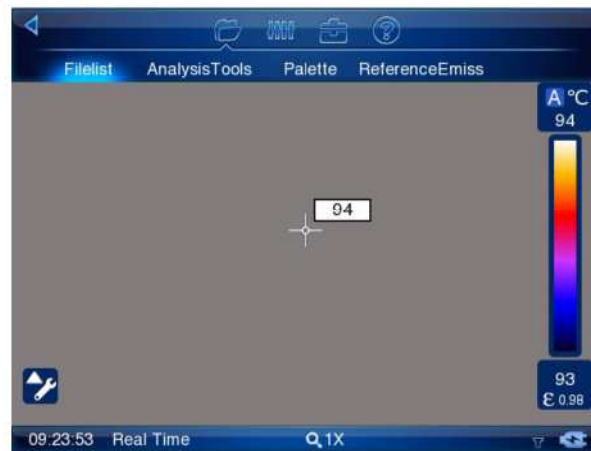 Filelist AnalysisTools Palette ReferenceEmiss
A °C
94
94
93
ε 0.98
09:23:53 Real Time 1X